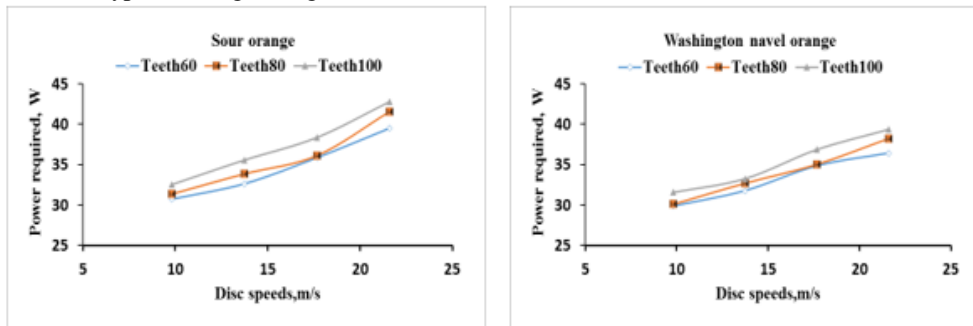 Sour orange
Teeth60 Teeth80 Teeth100
45
40
35
30
25
Power required, W
5 10 15 20 25
Disc speeds,m/s
Washington navel orange
Teeth60 Teeth80 Teeth100
45
40
35
30
25
Power required, W
5 10 15 20 25
Disc speeds,m/s